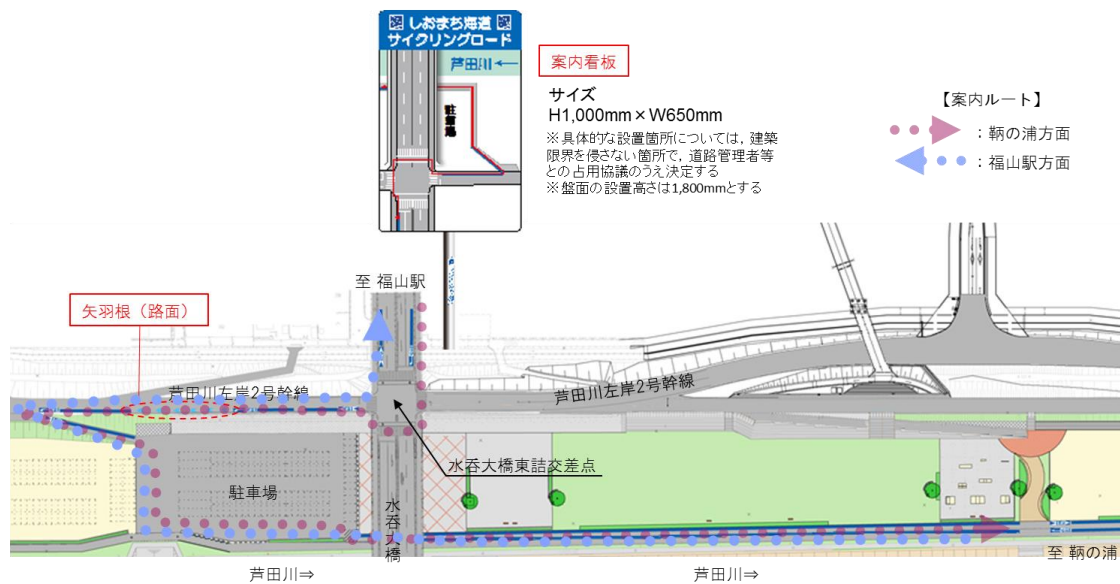 しおまち海道
サイクリングロード
芦田川←
駐車場
案内看板
サイズ
H1,000mm×W650mm
※具体的な設置箇所については，建築
限界を侵さない箇所で，道路管理者等
との占用協議のうえ決定する
※盤面の設置高さは1,800mmとする
【案内ルート】
：鞆の浦方面
：福山駅方面
至 福山駅
矢羽根（路面）
芦田川左岸2号幹線
芦田川左岸2号幹線
水呑大橋東詰交差点
駐車場
水呑大橋
至 鞆の浦
芦田川⇒
芦田川⇒